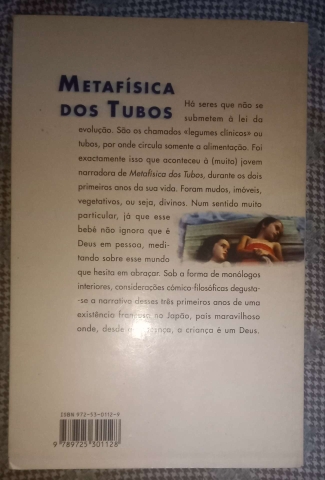 METAFÍSICA
DOS TUBOS
Há seres que não se
submetem à lei da
evolução. São os chamados «legumes clínicos» ou
tubos, por onde circula somente a alimentação. Foi
exactamente isso que aconteceu à (muito) jovem
narradora de Metafísica dos Tubos, durante os dois
primeiros anos da sua vida. Foram mudos, imóveis,
vegetativos, ou seja, divinos. Num sentido muito
particular, já que esse
bebé não ignora que é
Deus em pessoa, medi-
tando sobre esse mundo
que hesita em abraçar. Sob a forma de monólogos
interiores, considerações cómico-filosóficas degusta-
-se a narrativa desses três primeiros anos de uma
existência francesa no Japão, país maravilhoso
onde, desde a nascença, a criança é um Deus.
ISBN 972-53-0112-9
9 789725 301128